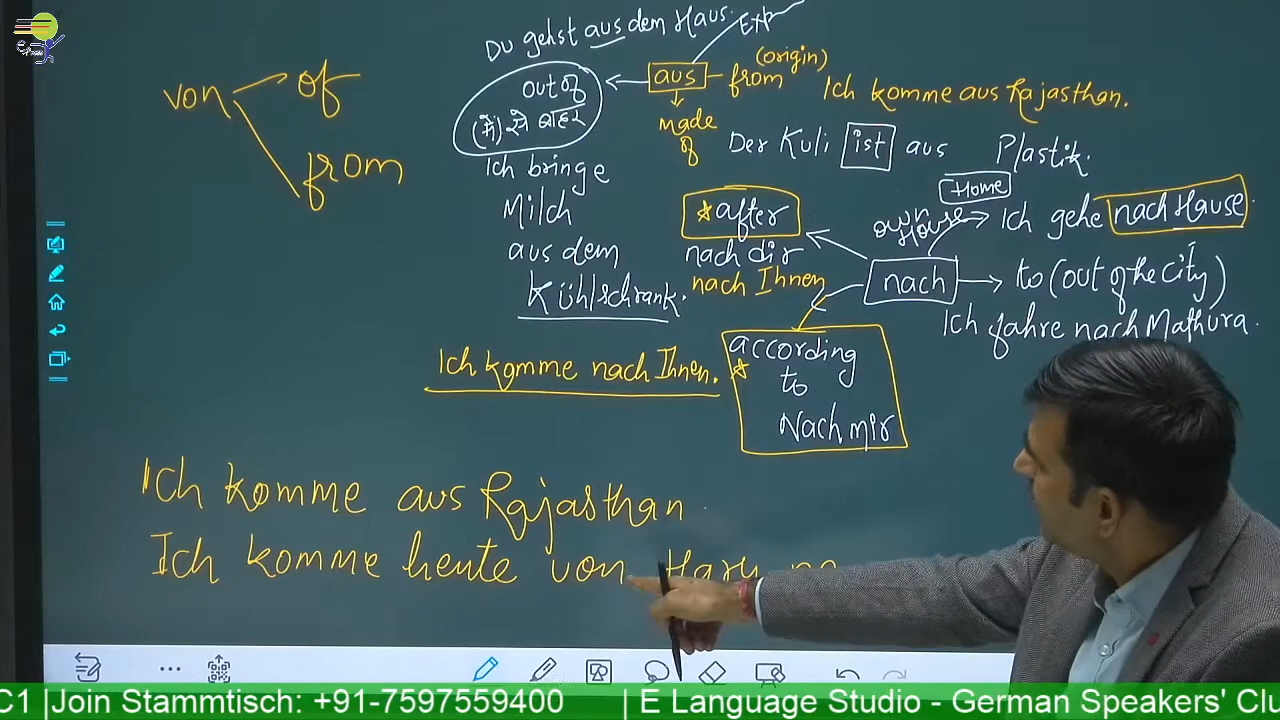 Du gehst aus dem Haus.
Exp
von
of
from
out of
(में) से बाहर
aus
from
(origin)
Ich komme aus Rajasthan.
made
of
Der Kuli ist aus Plastik.
Ich bringe
Milch
aus dem
Kühlschrank.
after
nach dir
nach Ihnen
own
House
Home
Ich gehe nach Hause
nach
to (out of the city)
Ich fahre nach Mathura.
according
to
Nach mir
Ich komme nach Ihnen.
Ich komme aus Rajasthan
Ich komme heute von
C1 |Join Stammtisch: +91-7597559400 | E Language Studio - German Speakers' Clu